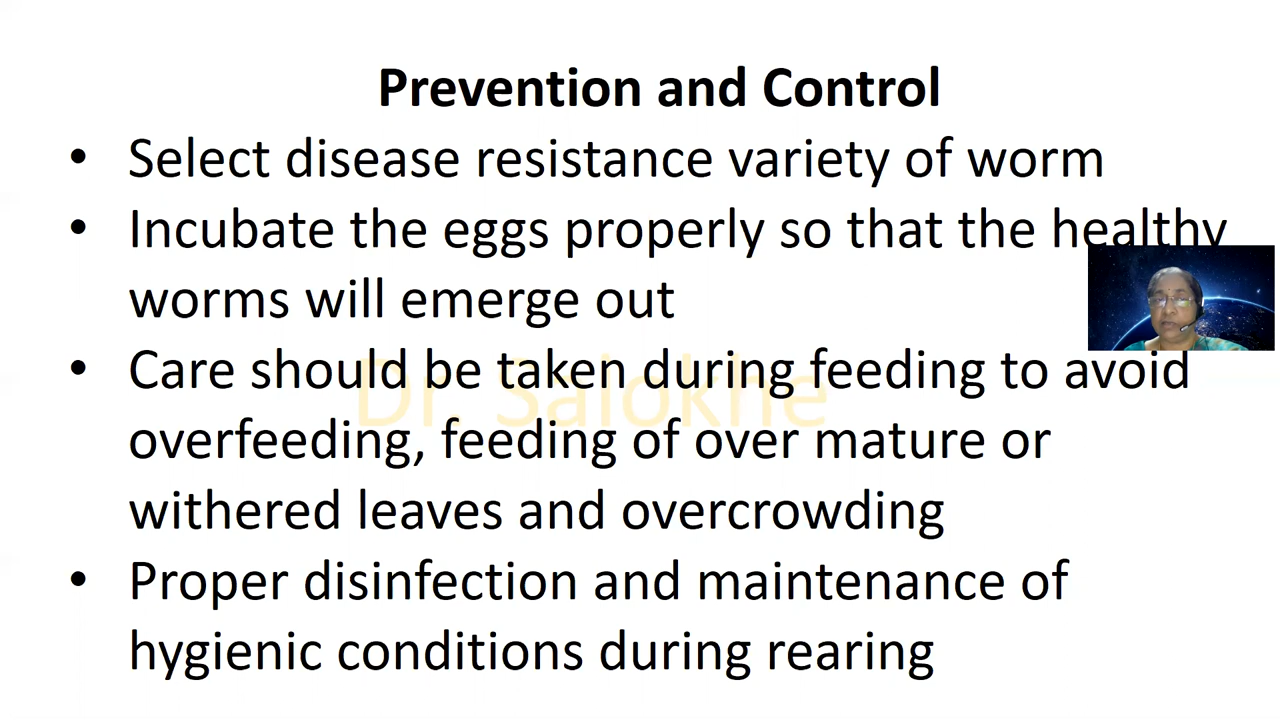 Prevention and Control
• Select disease resistance variety of worm
• Incubate the eggs properly so that the healthy
worms will emerge out
• Care should be taken during feeding to avoid
overfeeding, feeding of over mature or
withered leaves and overcrowding
• Proper disinfection and maintenance of
hygienic conditions during rearing
Dr. Salokhe